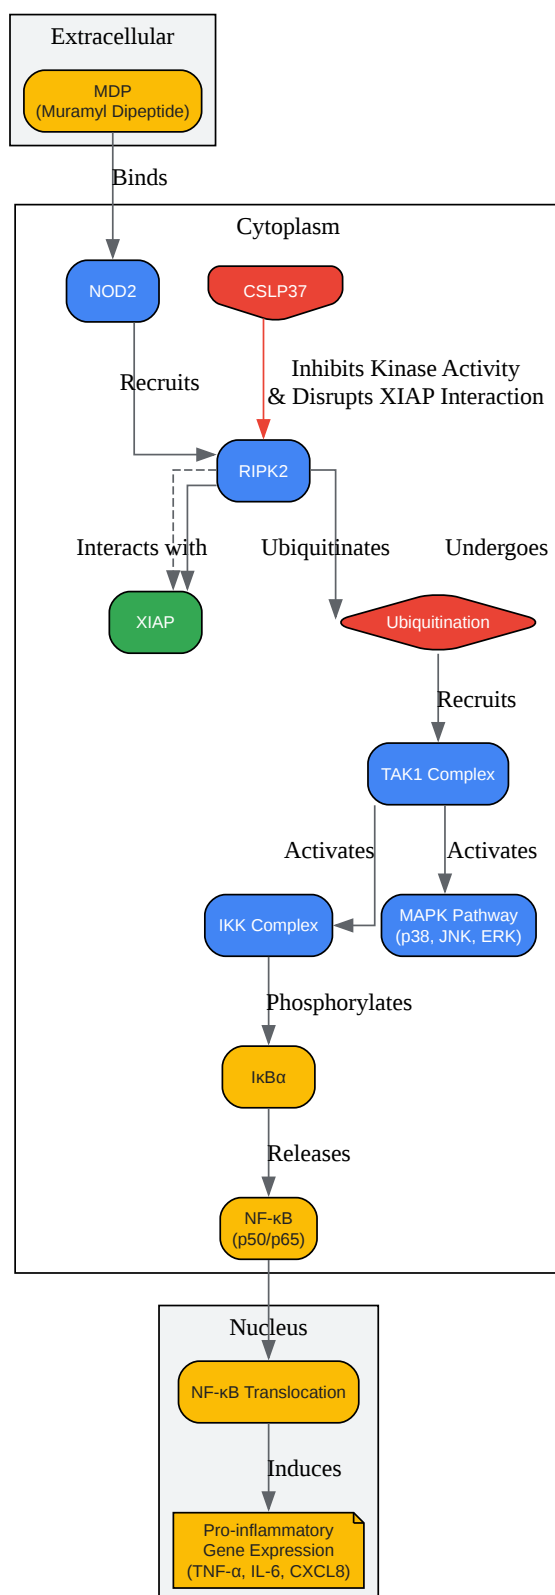 Extracellular
MDP
(Muramyl Dipeptide)
Binds
Cytoplasm
NOD2
CSLP37
Recruits
Inhibits Kinase Activity
& Disrupts XIAP Interaction
RIPK2
Interacts with
Ubiquitinates
Undergoes
XIAP
Ubiquitination
Recruits
TAK1 Complex
Activates
Activates
IKK Complex
MAPK Pathway
(p38, JNK, ERK)
Phosphorylates
IκBα
Releases
NF-κB
(p50/p65)
Nucleus
NF-κB Translocation
Induces
Pro-inflammatory
Gene Expression
(TNF-α, IL-6, CXCL8)